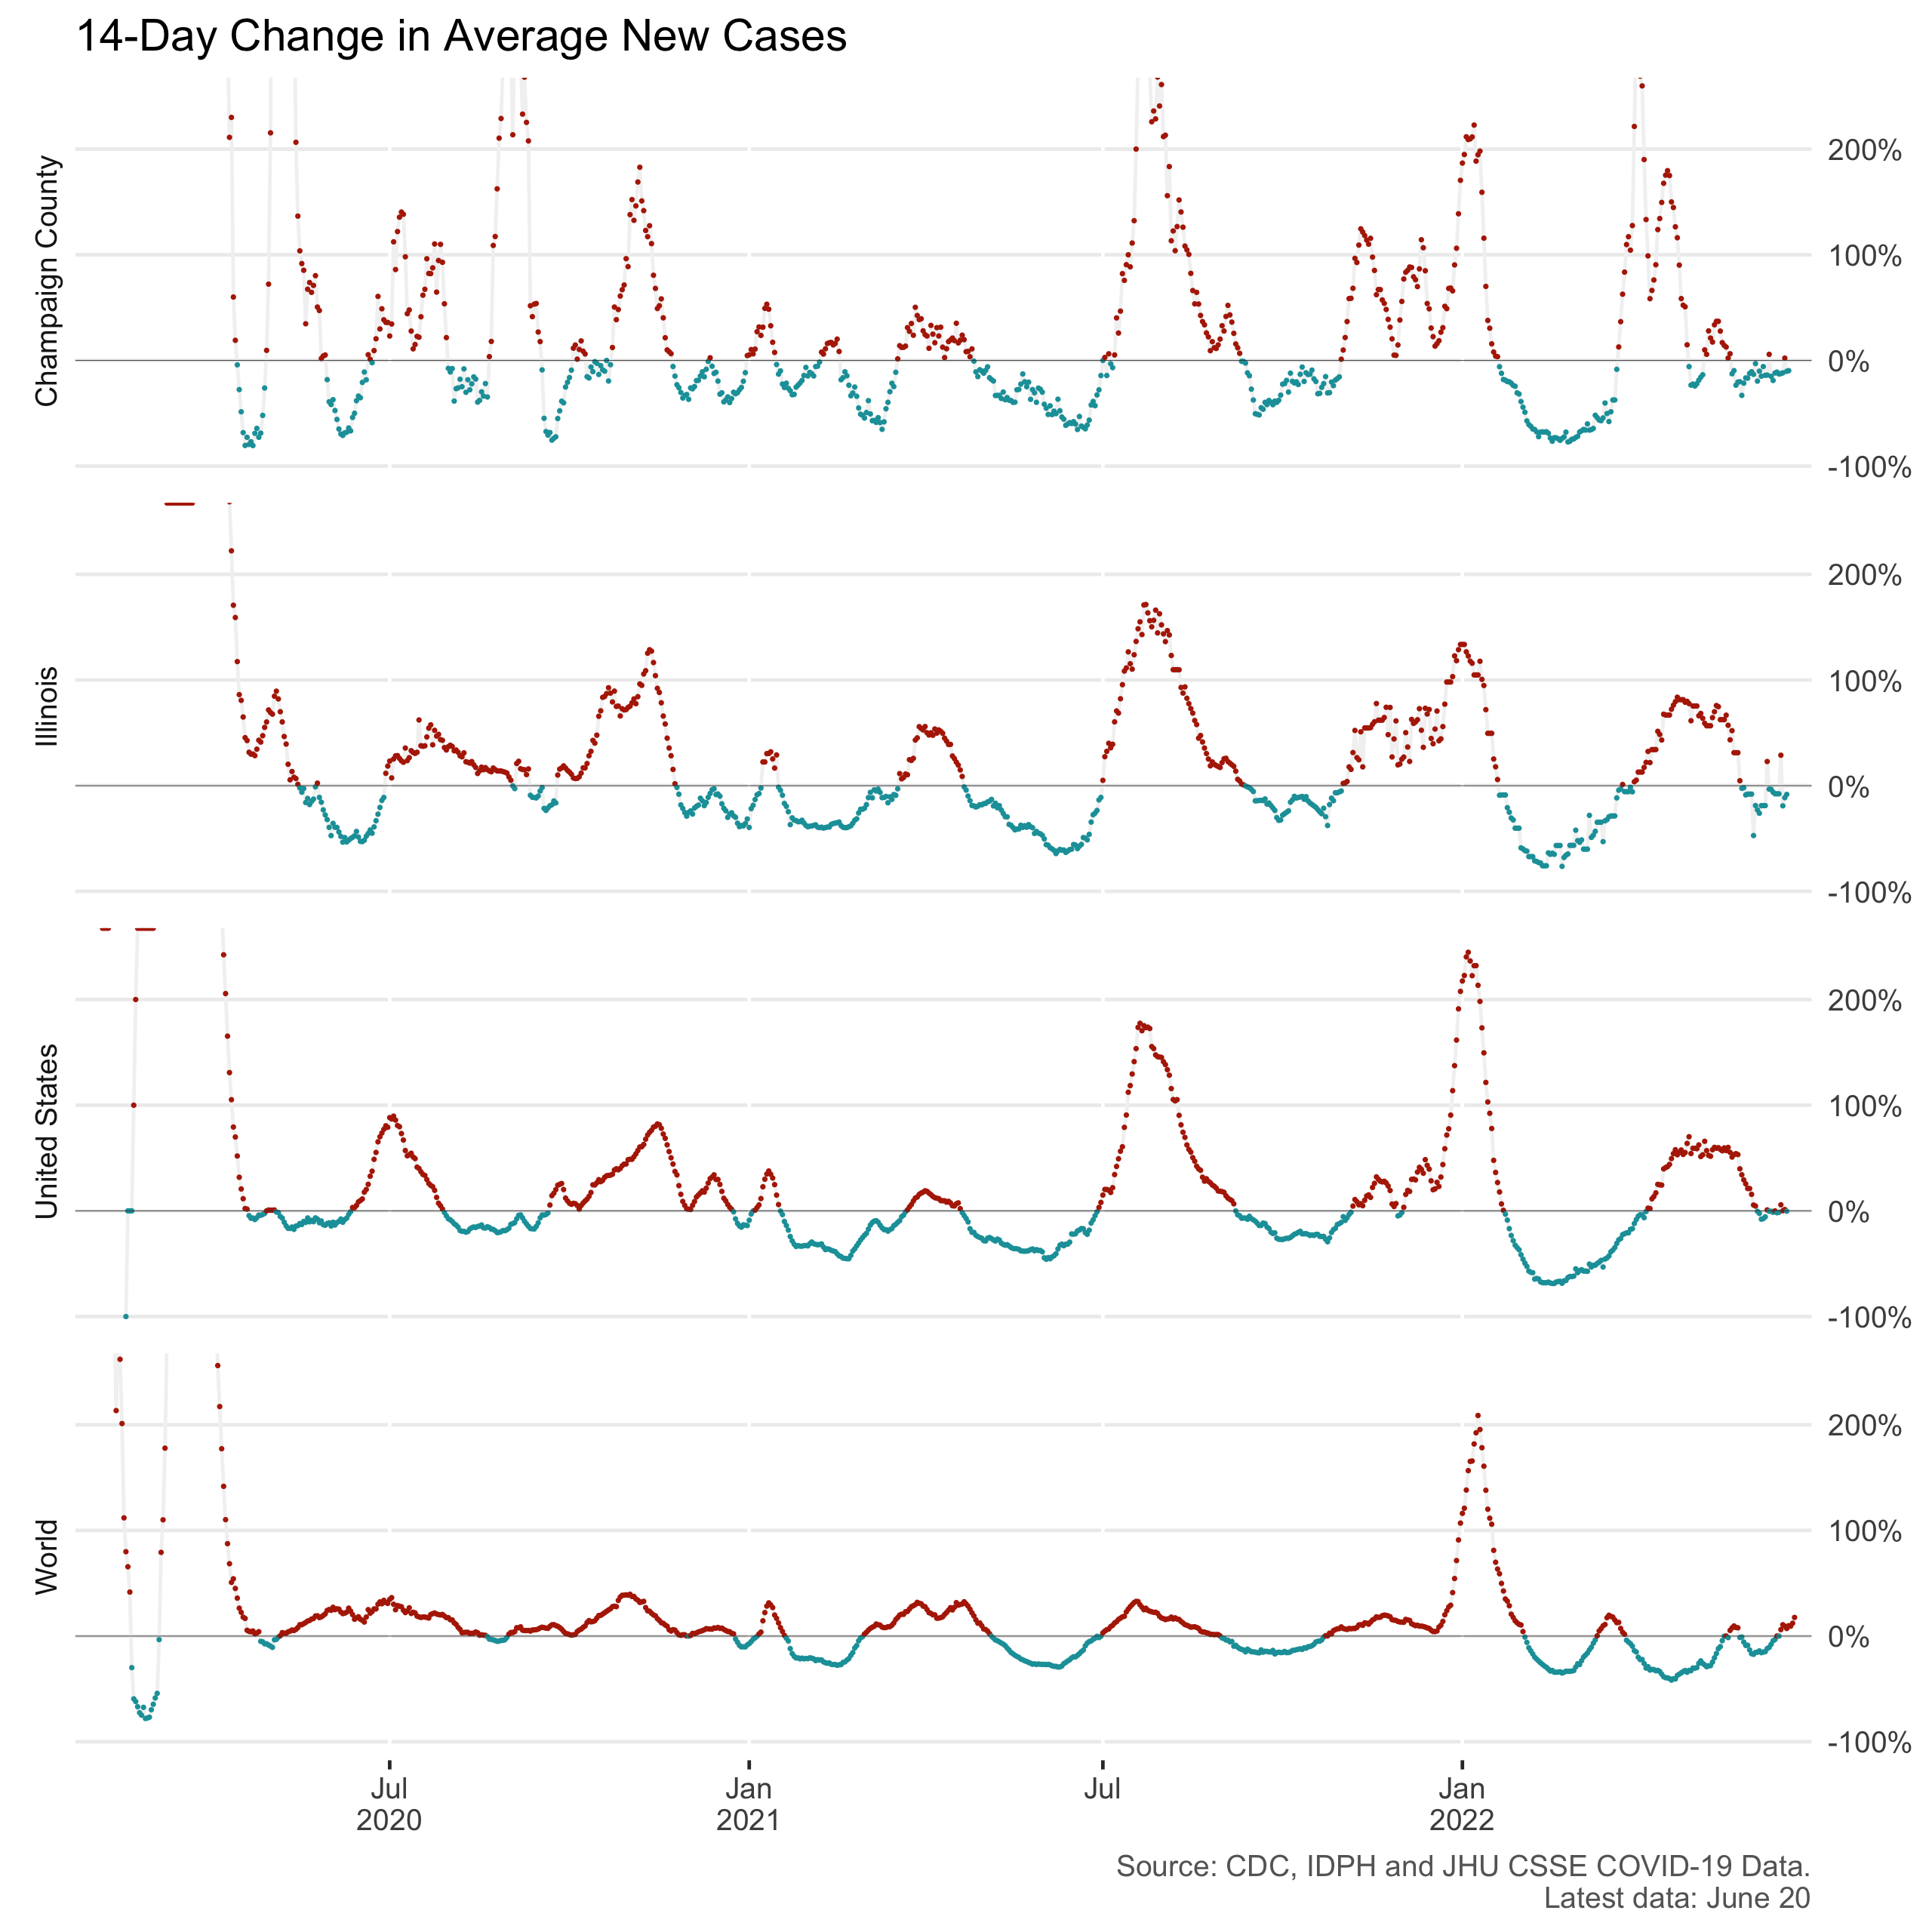 14-Day Change in Average New Cases
Champaign County
200%
100%
0%
-100%
Illinois
200%
100%
0%
-100%
United States
200%
100%
0%
-100%
World
200%
100%
0%
-100%
Jul
2020
Jan
2021
Jul
Jan
2022
Source: CDC, IDPH and JHU CSSE COVID-19 Data.
Latest data: June 20